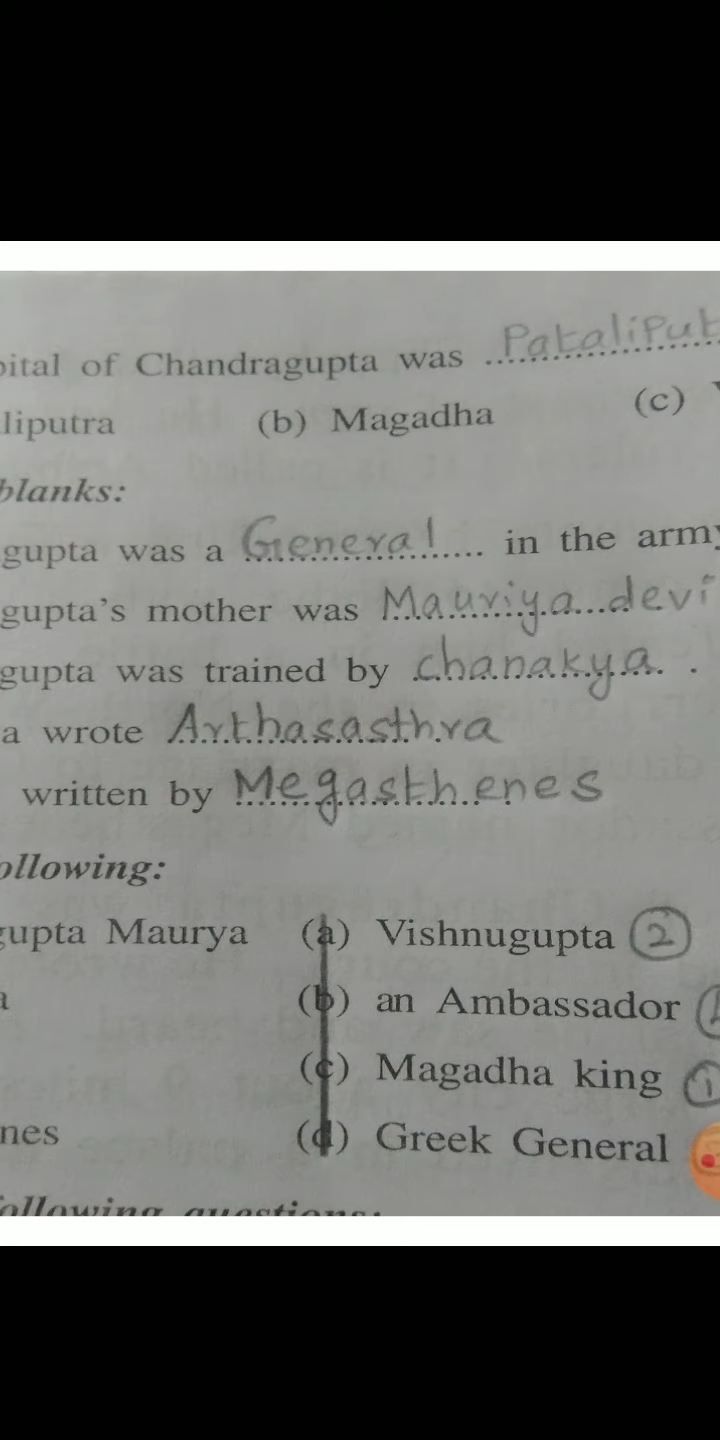 pital of Chandragupta was Pataliput
liputra (b) Magadha (c)
blanks:
gupta was a General in the army
gupta's mother was Mauriya devi
gupta was trained by chanakya .
a wrote Arthasasthra
written by Megasthenes
ollowing:
gupta Maurya (a) Vishnugupta 2
(b) an Ambassador
(c) Magadha king 1
nes (d) Greek General
following questions: